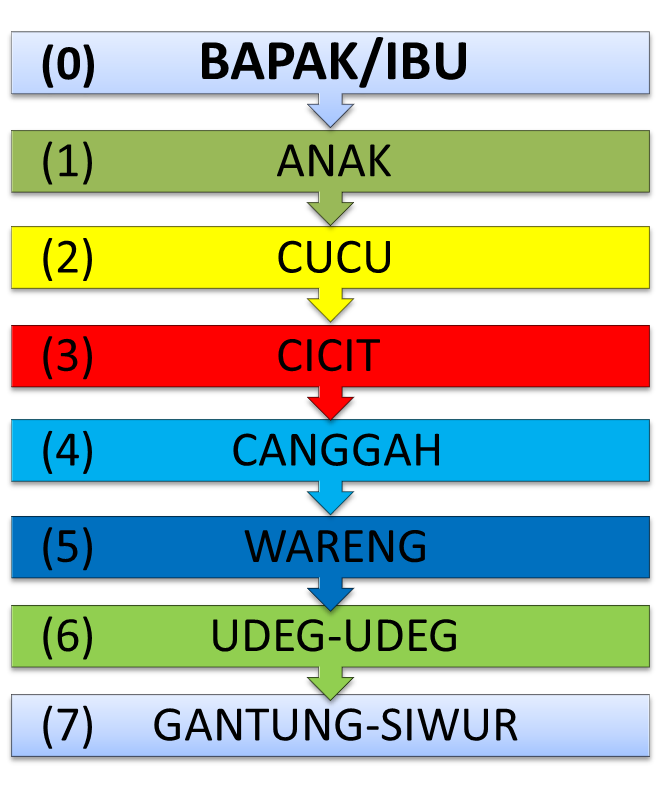 (0) BAPAK/IBU
(1) ANAK
(2) CUCU
(3) CICIT
(4) CANGGAH
(5) WARENG
(6) UDEG-UDEG
(7) GANTUNG-SIWUR